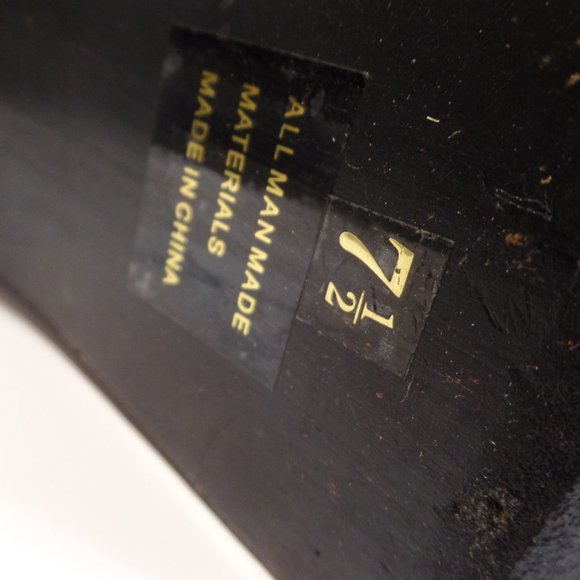 7 1/2
ALL MAN MADE
MATERIALS
MADE IN CHINA